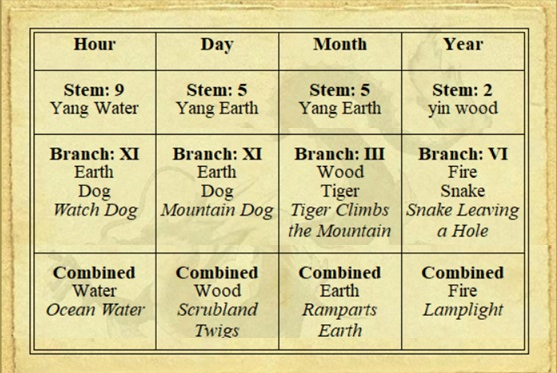 Hour Day Month Year
Stem: 9 Stem: 5 Stem: 5 Stem: 2
Yang Water Yang Earth Yang Earth yin wood
Branch: XI Branch: XI Branch: III Branch: VI
Earth Earth Wood Fire
Dog Dog Tiger Snake
Watch Dog Mountain Dog Tiger Climbs Snake Leaving
the Mountain a Hole
Combined Combined Combined Combined
Water Wood Earth Fire
Ocean Water Scrubland Ramparts Lamplight
Twigs Earth